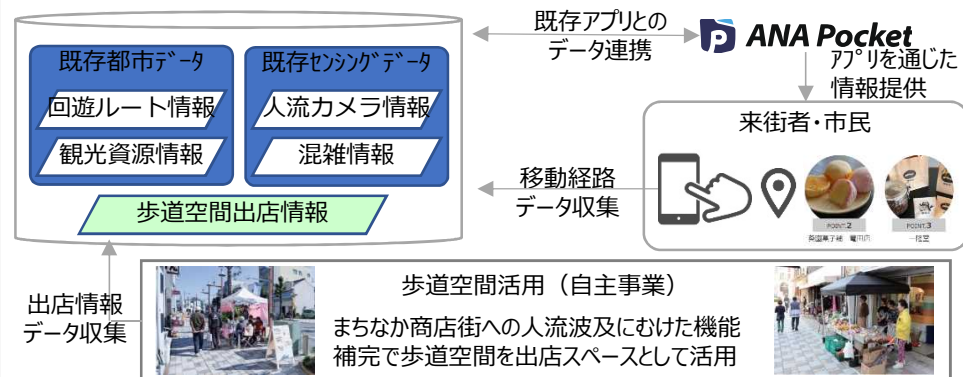 既存都市ﾃﾞｰﾀ
回遊ルート情報
観光資源情報
既存ｾﾝｼﾝｸﾞﾃﾞｰﾀ
人流カメラ情報
混雑情報
歩道空間出店情報
既存アプリとの
データ連携
ANA Pocket
ｱﾌﾟﾘを通じた
情報提供
来街者・市民
POINT.2
POINT.3
移動経路
データ収集
出店情報
データ収集
歩道空間活用（自主事業）
まちなか商店街への人流波及にむけた機能
補完で歩道空間を出店スペースとして活用